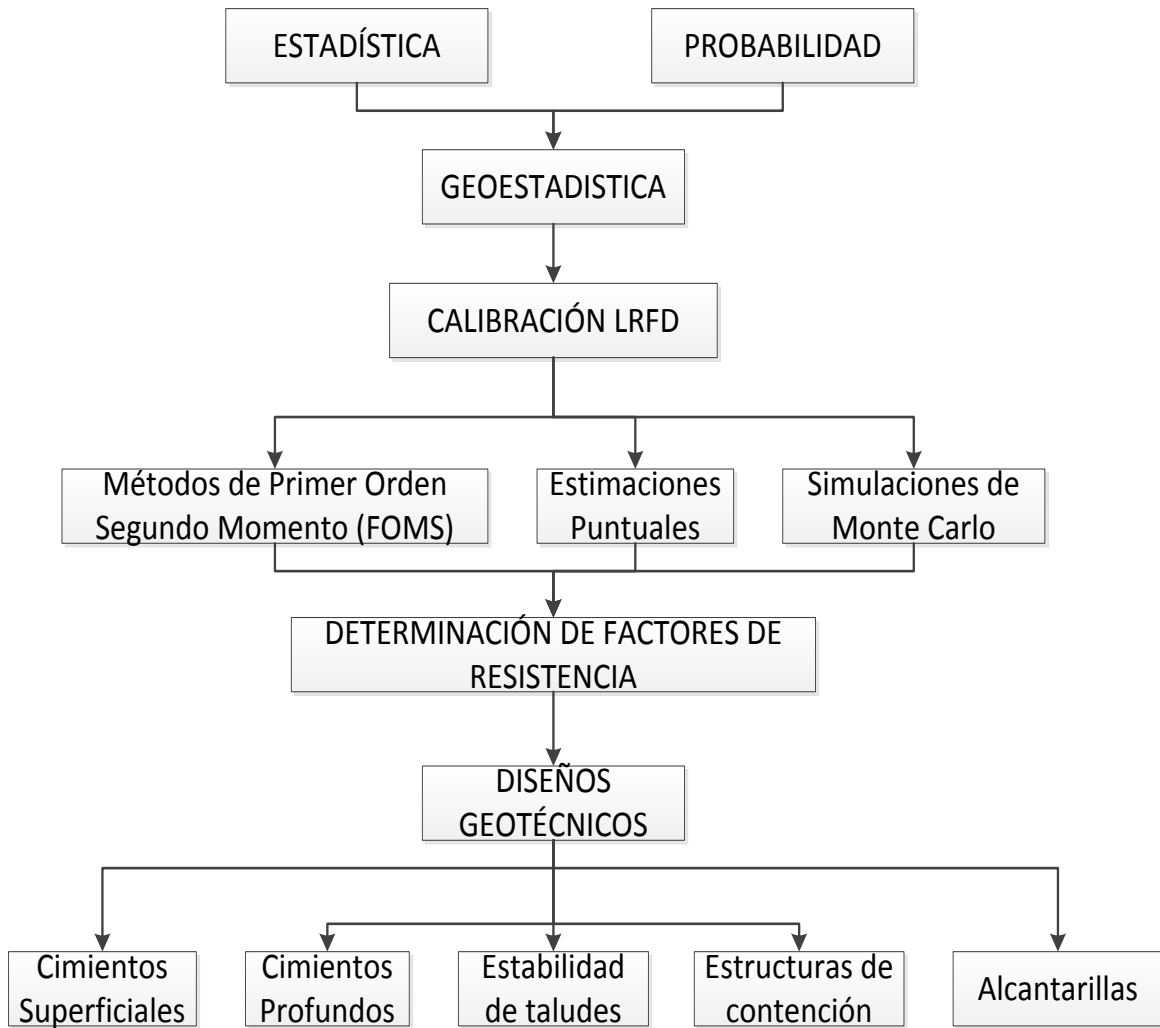 ESTADÍSTICA
PROBABILIDAD
GEOESTADISTICA
CALIBRACIÓN LRFD
Métodos de Primer Orden
Segundo Momento (FOMS)
Estimaciones
Puntuales
Simulaciones de
Monte Carlo
DETERMINACIÓN DE FACTORES DE
RESISTENCIA
DISEÑOS
GEOTÉCNICOS
Cimientos
Superficiales
Cimientos
Profundos
Estabilidad
de taludes
Estructuras de
contención
Alcantarillas